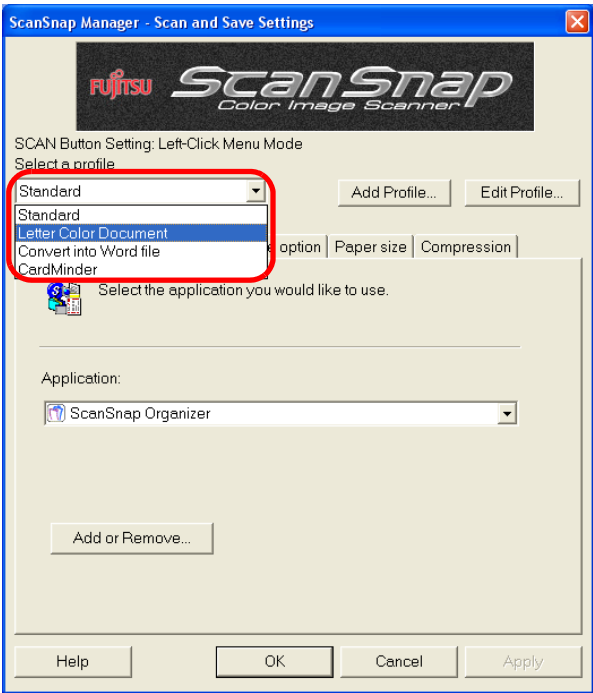 ScanSnap Manager - Scan and Save Settings
FUJITSU ScanSnap
Color Image Scanner
SCAN Button Setting: Left-Click Menu Mode
Select a profile
Standard
Add Profile...
Edit Profile...
Standard
Letter Color Document
Convert into Word file
CardMinder
option
Paper size
Compression
Select the application you would like to use.
Application:
ScanSnap Organizer
Add or Remove...
Help
OK
Cancel
Apply